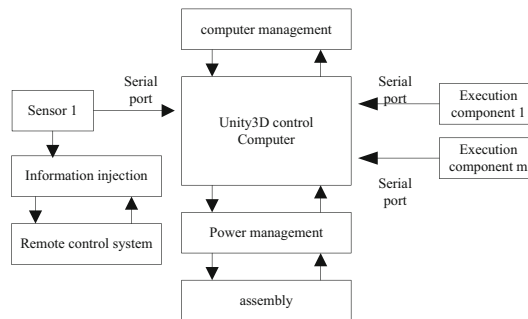 computer management
Serial
port
Sensor 1
Unity3D control
Computer
Serial
port
Execution
component 1
Execution
component m
Serial
port
Information injection
Remote control system
Power management
assembly